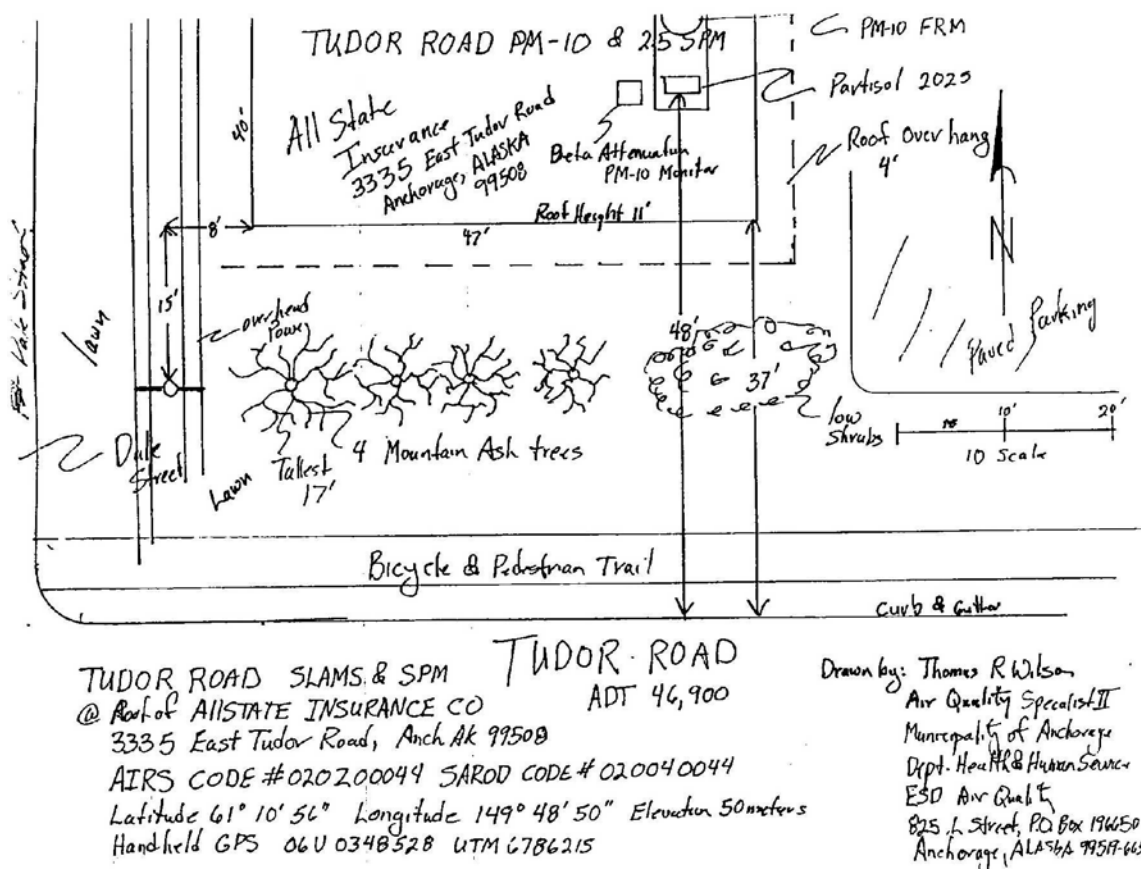 TUDOR ROAD PM-10 & 2.5 SPM
PM-10 FRM
Partisol 2025
Roof Overhang
4'
All State
Insurance
3335 East Tudor Road
Anchorage, ALASKA
99508
40'
Beta Attenuation
PM-10 Monitor
Roof Height 11'
8'
47'
N
15'
lawn
overhead
Power
48'
37'
Paved Parking
low
Shrubs
10'
20'
10 Scale
Street
Lawn
Tallest
17'
4 Mountain Ash trees
Bicycle & Pedestrian Trail
Curb & Gutter
TUDOR ROAD
ADT 46,900
TUDOR ROAD SLAMS & SPM
@ Roof of AllSTATE INSURANCE CO
3335 East Tudor Road, Anch Ak 99508
AIRS CODE # 020200044 SAROD CODE # 020040044
Latitude 61° 10' 56" Longitude 149° 48' 50" Elevation 50 meters
Handheld GPS 06U 0348528 UTM 6786215
Drawn by: Thomas R Wilson
Air Quality Specialist II
Municipality of Anchorage
Dept. Health & Human Service
ESD Air Quality
825 L Street, P.O. Box 196650
Anchorage, ALASKA 99519-665